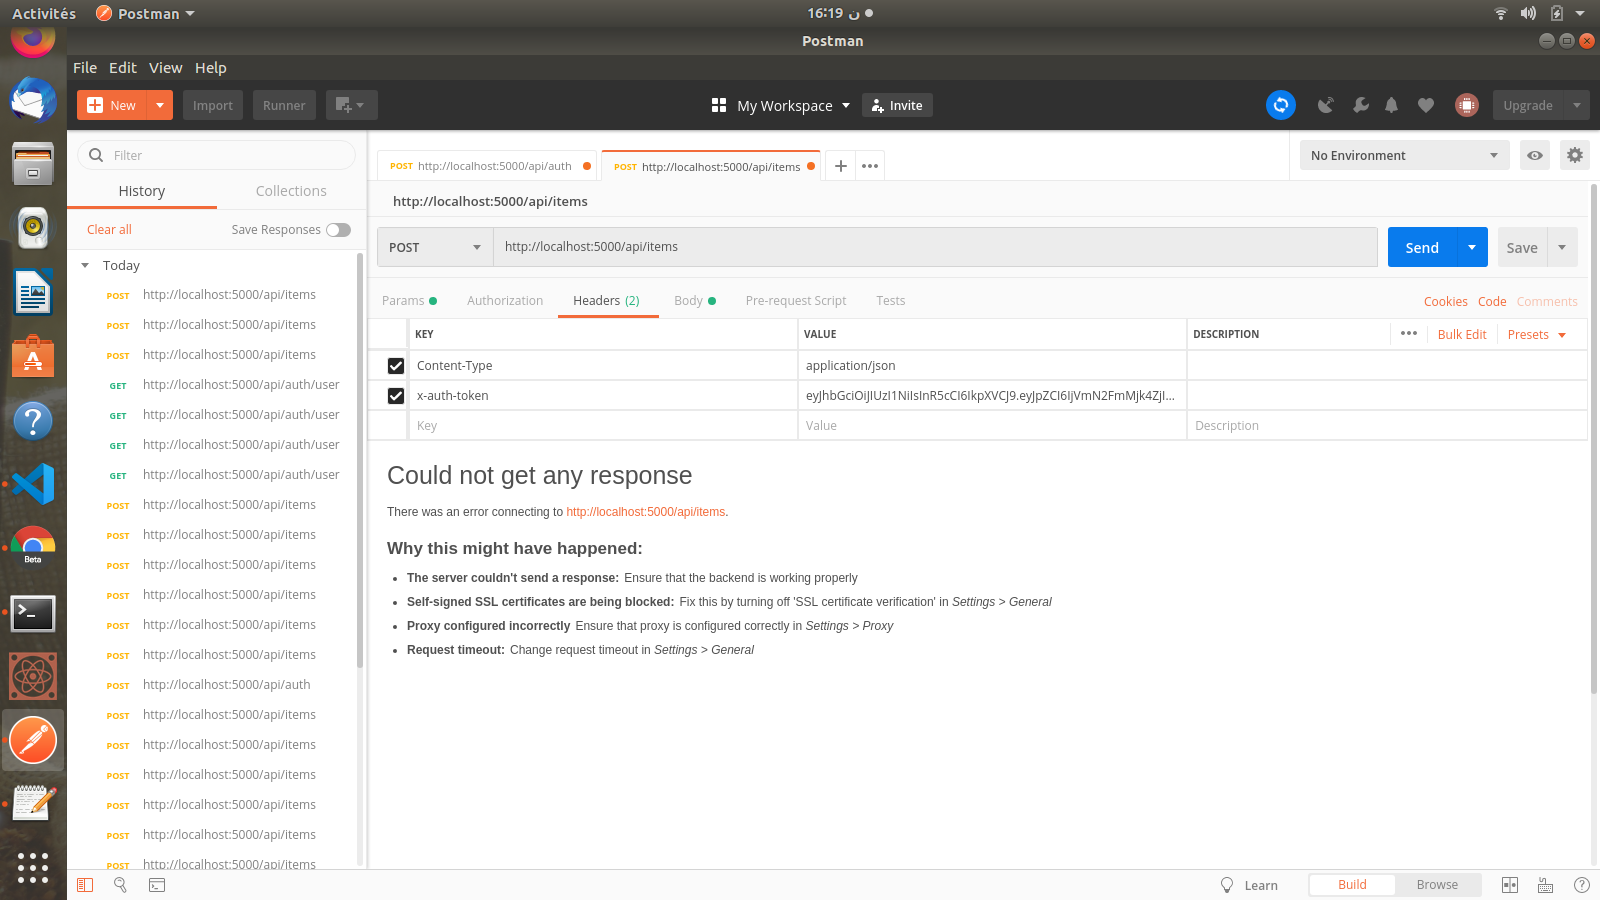 Activités Postman 16:19 ن
Postman
File Edit View Help
New Import Runner My Workspace Invite Upgrade
Filter
History Collections
Clear all Save Responses
Today
POST http://localhost:5000/api/items
POST http://localhost:5000/api/items
POST http://localhost:5000/api/items
GET http://localhost:5000/api/auth/user
GET http://localhost:5000/api/auth/user
GET http://localhost:5000/api/auth/user
GET http://localhost:5000/api/auth/user
POST http://localhost:5000/api/items
POST http://localhost:5000/api/items
POST http://localhost:5000/api/items
POST http://localhost:5000/api/items
POST http://localhost:5000/api/items
POST http://localhost:5000/api/items
POST http://localhost:5000/api/auth
POST http://localhost:5000/api/items
POST http://localhost:5000/api/items
POST http://localhost:5000/api/items
POST http://localhost:5000/api/items
POST http://localhost:5000/api/items
POST http://localhost:5000/api/items
POST http://localhost:5000/api/auth POST http://localhost:5000/api/items No Environment
http://localhost:5000/api/items
POST http://localhost:5000/api/items Send Save
Params Authorization Headers (2) Body Pre-request Script Tests Cookies Code Comments
KEY VALUE DESCRIPTION Bulk Edit Presets
Content-Type application/json
x-auth-token eyJhbGciOiJIUzI1NiIsInR5cCI6IkpXVCJ9.eyJpZCI6IjVmN2FmMjk4ZjI...
Key Value Description
Could not get any response
There was an error connecting to http://localhost:5000/api/items.
Why this might have happened:
• The server couldn't send a response: Ensure that the backend is working properly
• Self-signed SSL certificates are being blocked: Fix this by turning off 'SSL certificate verification' in Settings > General
• Proxy configured incorrectly Ensure that proxy is configured correctly in Settings > Proxy
• Request timeout: Change request timeout in Settings > General
Beta
Learn Build Browse